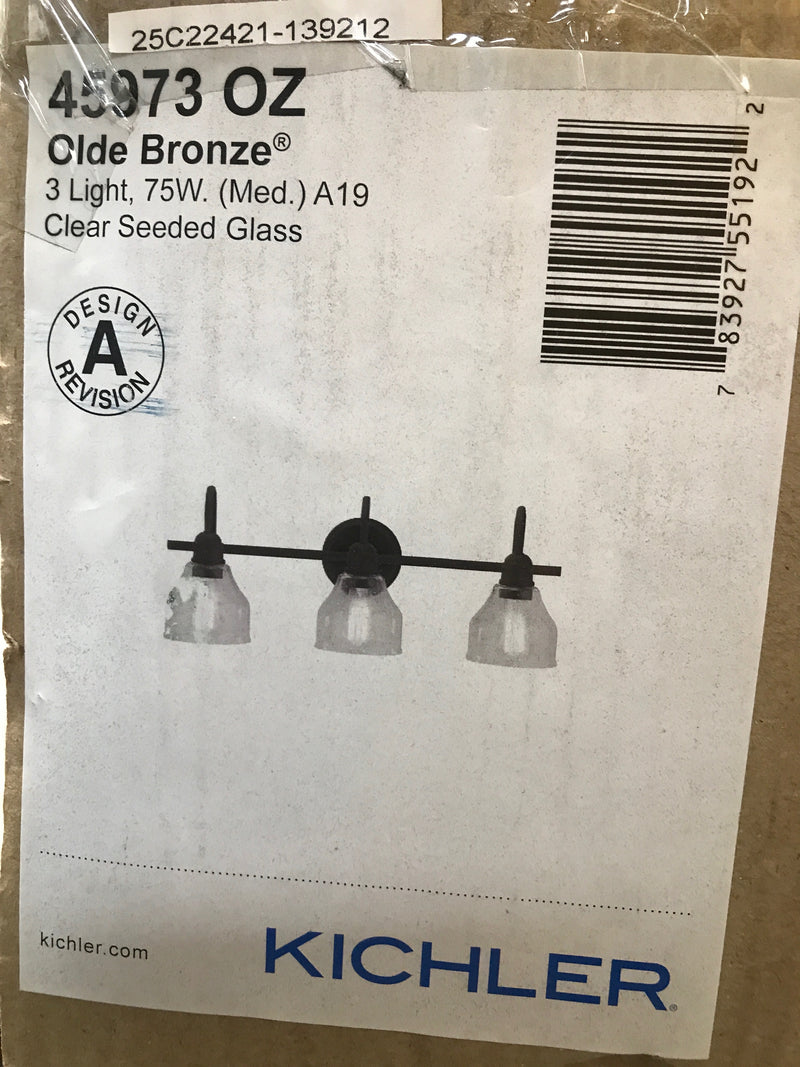 25C22421-139212
45973 OZ
Olde Bronze®
3 Light, 75W. (Med.) A19
Clear Seeded Glass
DESIGN
A
REVISION
7 83927 55192 2
kichler.com
KICHLER®